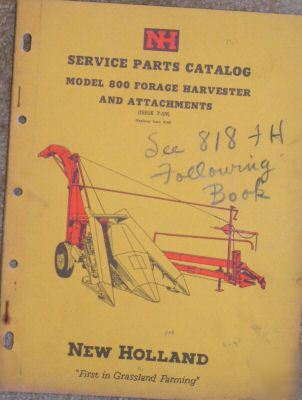 NH
SERVICE PARTS CATALOG
MODEL 800 FORAGE HARVESTER
AND ATTACHMENTS
(ISSUE 7-59)
See 818 FH
Following
Book
NEW HOLLAND
"First in Grassland Farming"